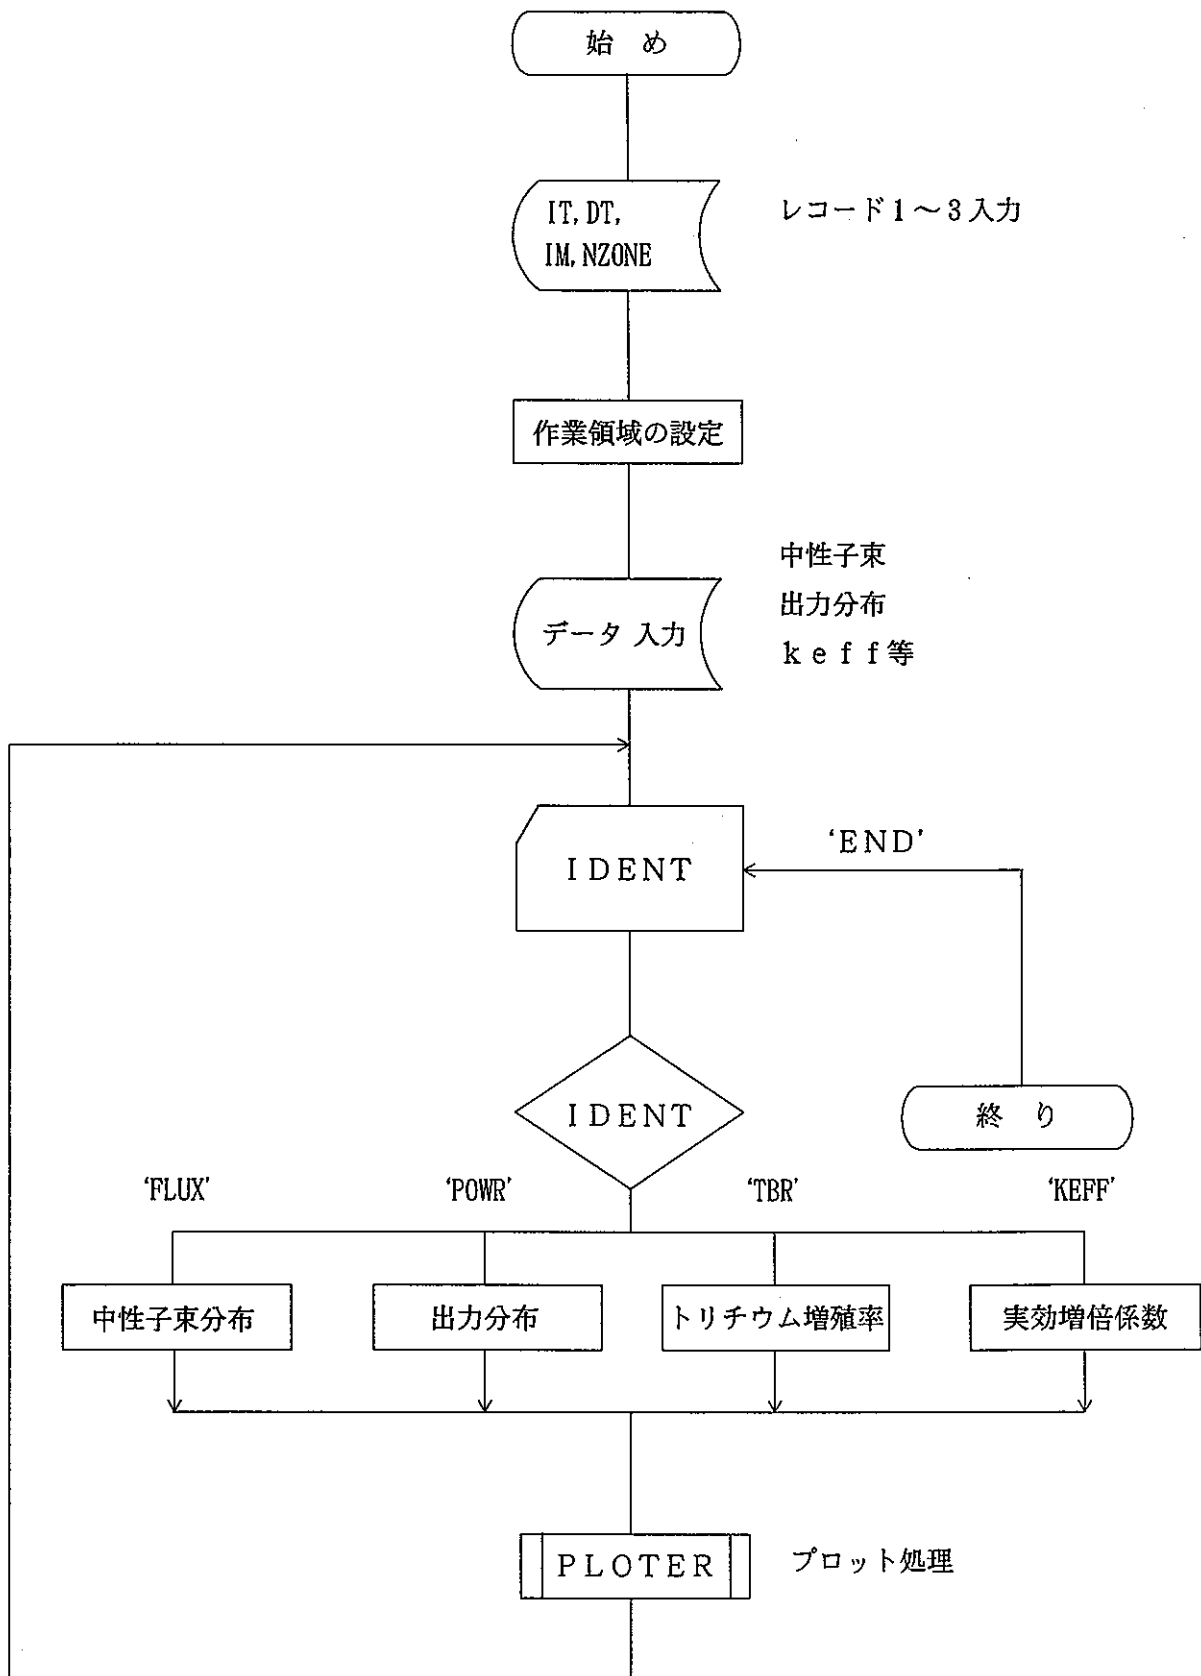 始 め
IT, DT,
IM, NZONE
レコード1～3入力
作業領域の設定
中性子束
出力分布
keff等
データ 入力
IDENT
‘END’
IDENT
終 り
‘FLUX’
‘POWR’
‘TBR’
‘KEFF’
中性子束分布
出力分布
トリチウム増殖率
実効増倍係数
PLOTER
プロット処理